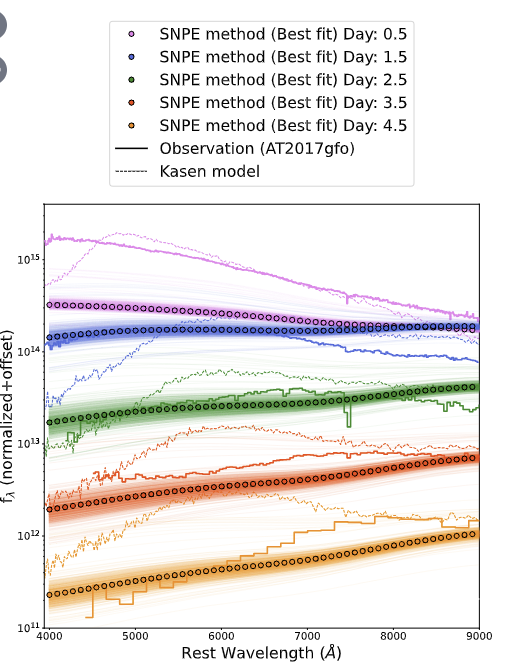 SNPE method (Best fit) Day: 0.5
SNPE method (Best fit) Day: 1.5
SNPE method (Best fit) Day: 2.5
SNPE method (Best fit) Day: 3.5
SNPE method (Best fit) Day: 4.5
Observation (AT2017gfo)
Kasen model
f_λ (normalized+offset)
10¹⁵
10¹⁴
10¹³
10¹²
10¹¹
4000 5000 6000 7000 8000 9000
Rest Wavelength (Å)